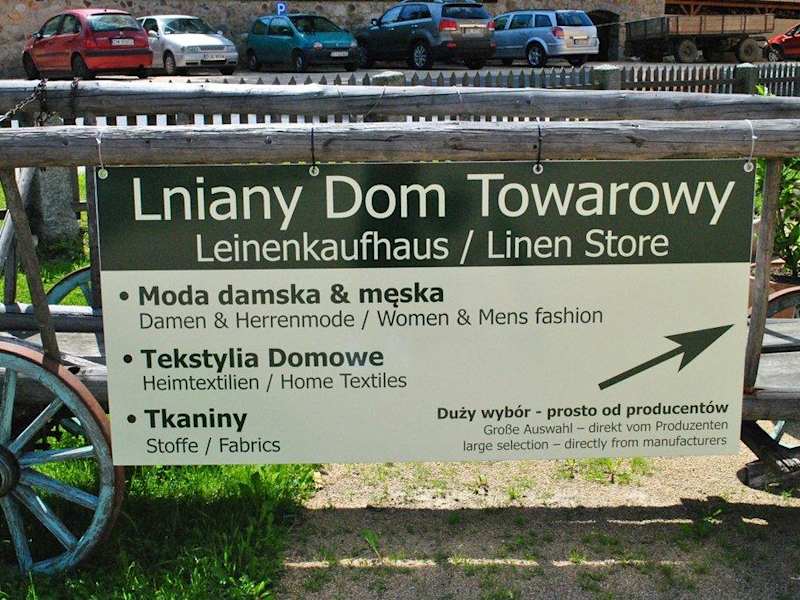 P
Lniany Dom Towarowy
Leinenkaufhaus / Linen Store
• Moda damska & męska
Damen & Herrenmode / Women & Mens fashion
• Tekstylia Domowe
Heimtextilien / Home Textiles
• Tkaniny
Stoffe / Fabrics
Duży wybór - prosto od producentów
Große Auswahl – direkt vom Produzenten
large selection – directly from manufacturers